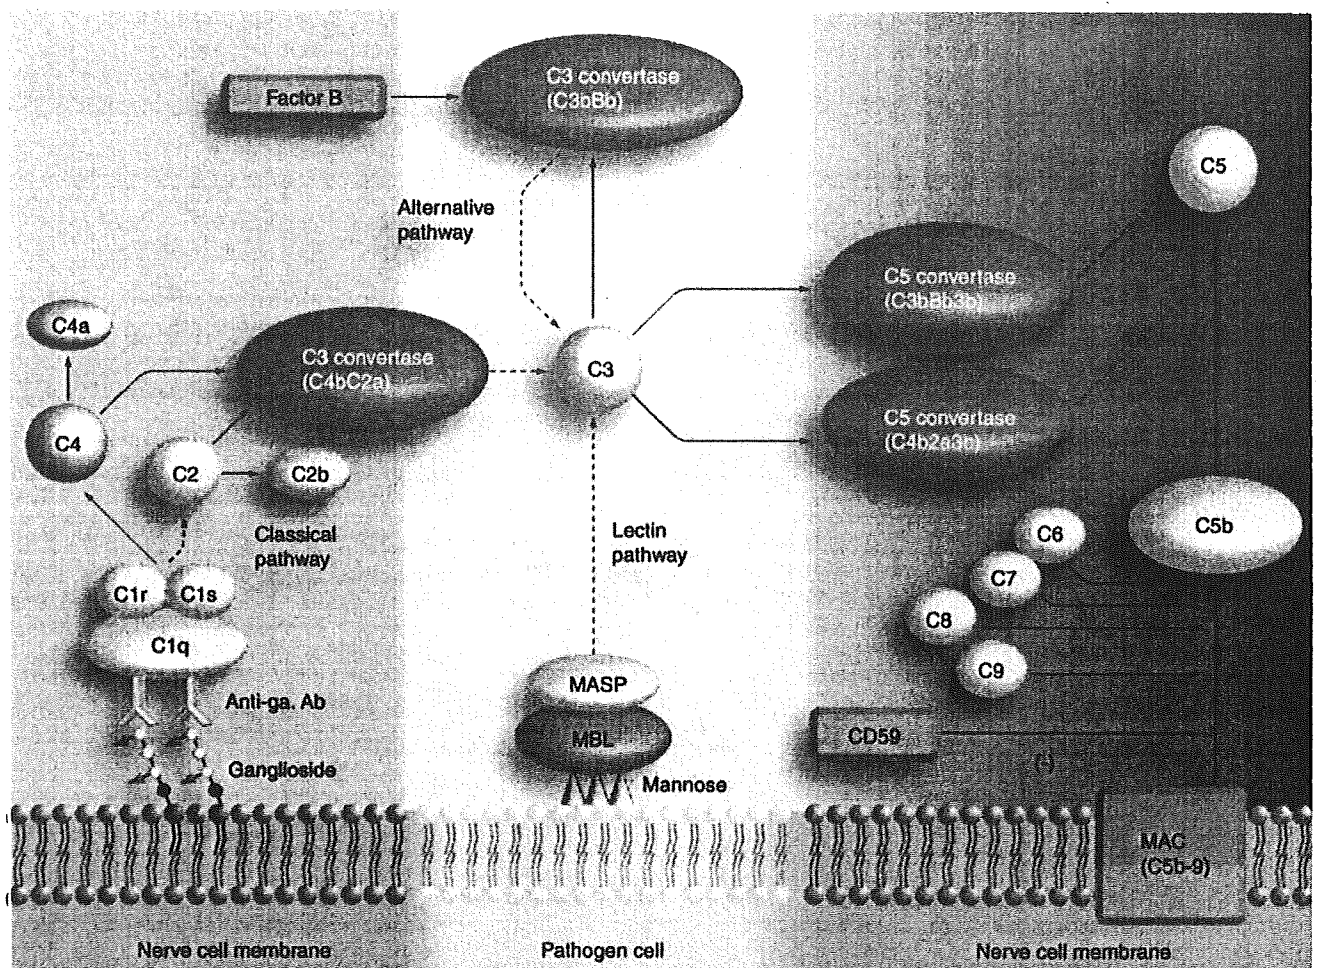 Factor B
C3 convertase
(C3bBb)
C5
Alternative
pathway
C5 convertase
(C3bBb3b)
C4a
C3 convertase
(C4bC2a)
C3
C4
C5 convertase
(C4b2a3b)
C2
C2b
Classical
pathway
Lectin
pathway
C6
C5b
C7
C1r
C1s
C8
C1q
C9
MASP
Anti-ga. Ab
CD59
MBL
Ganglioside
Mannose
(-)
MAC
(C5b-9)
Nerve cell membrane
Pathogen cell
Nerve cell membrane